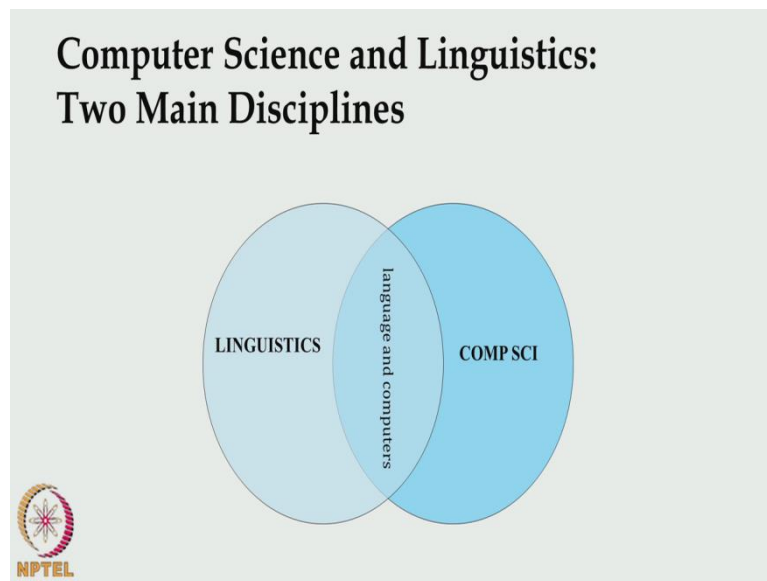 Computer Science and Linguistics:
Two Main Disciplines
LINGUISTICS
language and computers
COMP SCI
NPTEL